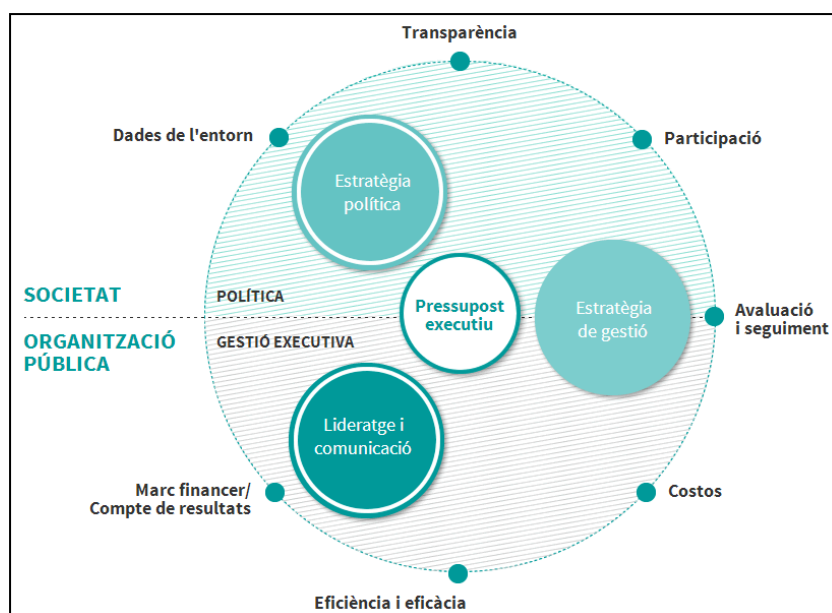 Transparència
Dades de l'entorn
Participació
Estratègia
política
SOCIETAT
POLÍTICA
Pressupost
executiu
Estratègia
de gestió
Avaluació
i seguiment
ORGANITZACIÓ
PÚBLICA
GESTIÓ EXECUTIVA
Lideratge i
comunicació
Marc financer/
Compte de resultats
Costos
Eficiència i eficàcia